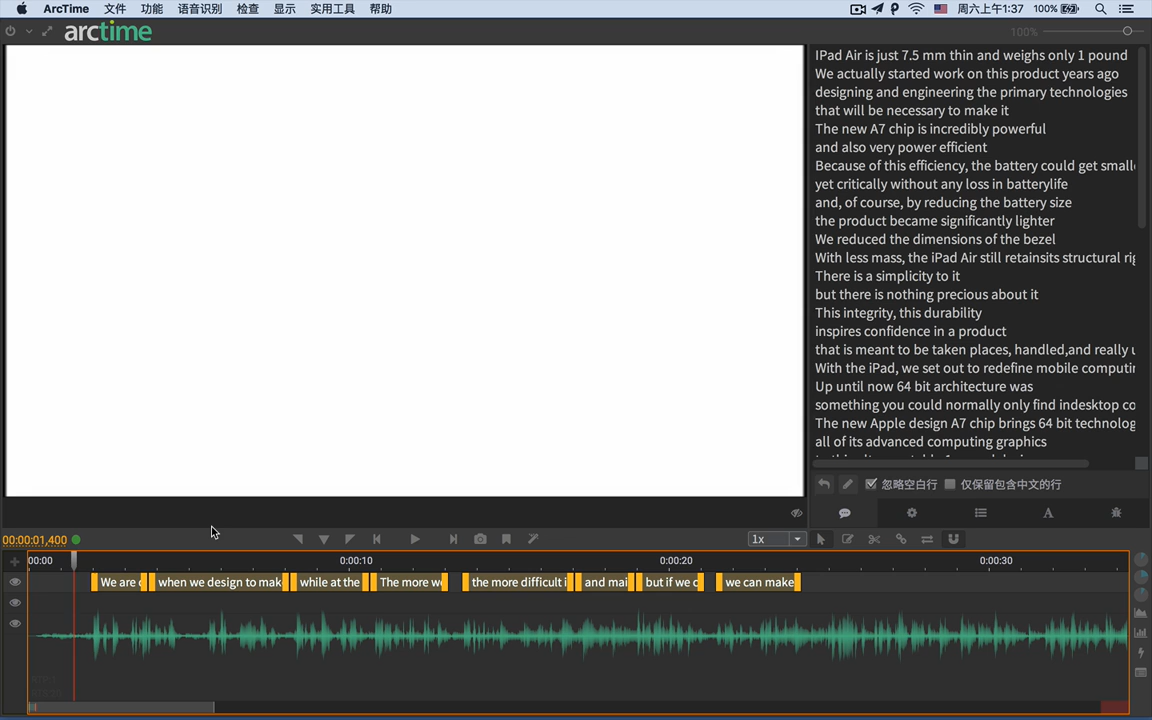 ArcTime 文件 功能 语音识别 检查 显示 实用工具 帮助 周六上午1:37 100%
arctime 100%
IPad Air is just 7.5 mm thin and weighs only 1 pound
We actually started work on this product years ago
designing and engineering the primary technologies
that will be necessary to make it
The new A7 chip is incredibly powerful
and also very power efficient
Because of this efficiency, the battery could get small
yet critically without any loss in batterylife
and, of course, by reducing the battery size
the product became significantly lighter
We reduced the dimensions of the bezel
With less mass, the iPad Air still retainsits structural
There is a simplicity to it
but there is nothing precious about it
This integrity, this durability
inspires confidence in a product
that is meant to be taken places, handled,and really
With the iPad, we set out to redefine mobile
Up until now 64 bit architecture was
something you could normally only find indesktop
The new Apple design A7 chip brings 64 bit
all of its advanced computing graphics
忽略空白行 仅保留包含中文的行
00:00:01,400 1x
00:00 0:00:10 0:00:20 0:00:30
We are when we design to mak while at the The more the more difficult and mai but if we we can make